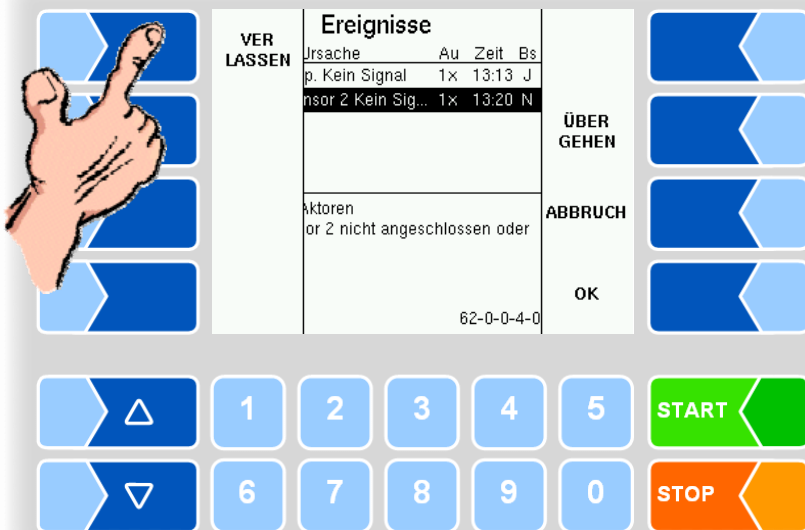 Ereignisse
VER
LASSEN
Ursache Au Zeit Bs
p. Kein Signal 1x 13:13 J
nsor 2 Kein Sig... 1x 13:20 N
ÜBER
GEHEN
Aktoren
or 2 nicht angeschlossen oder
ABBRUCH
OK
62-0-0-4-0
1 2 3 4 5 START
6 7 8 9 0 STOP